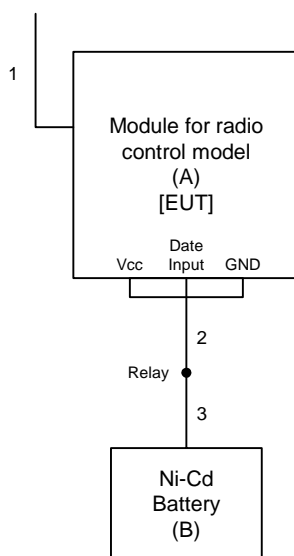 1
Module for radio
control model
(A)
[EUT]
Date
Vcc Input GND
2
Relay
3
Ni-Cd
Battery
(B)